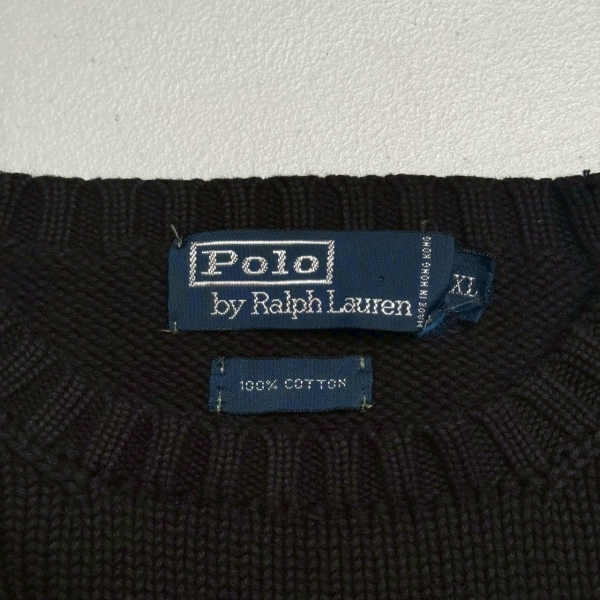 Polo
by Ralph Lauren
MADE IN HONG KONG
XL
100% COTTON